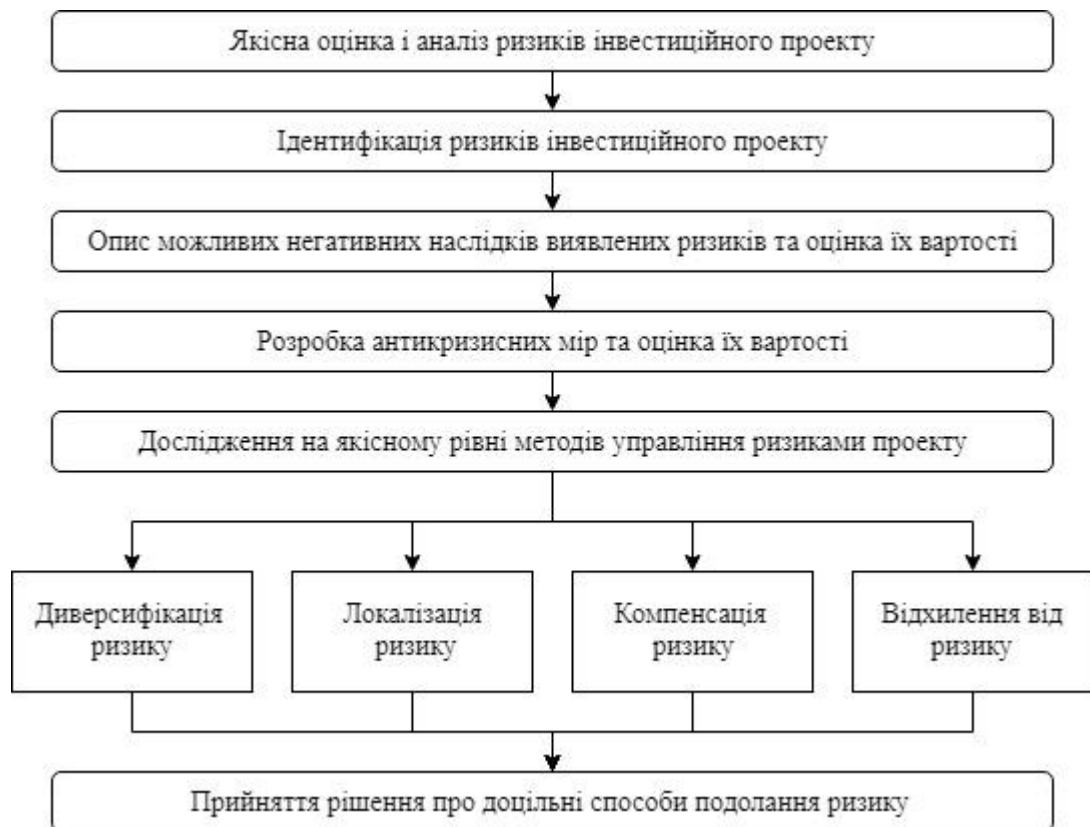 Якісна оцінка і аналіз ризиків інвестиційного проекту
Ідентифікація ризиків інвестиційного проекту
Опис можливих негативних наслідків виявлених ризиків та оцінка їх вартості
Розробка антикризисних мір та оцінка їх вартості
Дослідження на якісному рівні методів управління ризиками проекту
Диверсифікація
ризику
Локалізація
ризику
Компенсація
ризику
Відхилення від
ризику
Прийняття рішення про доцільні способи подолання ризику